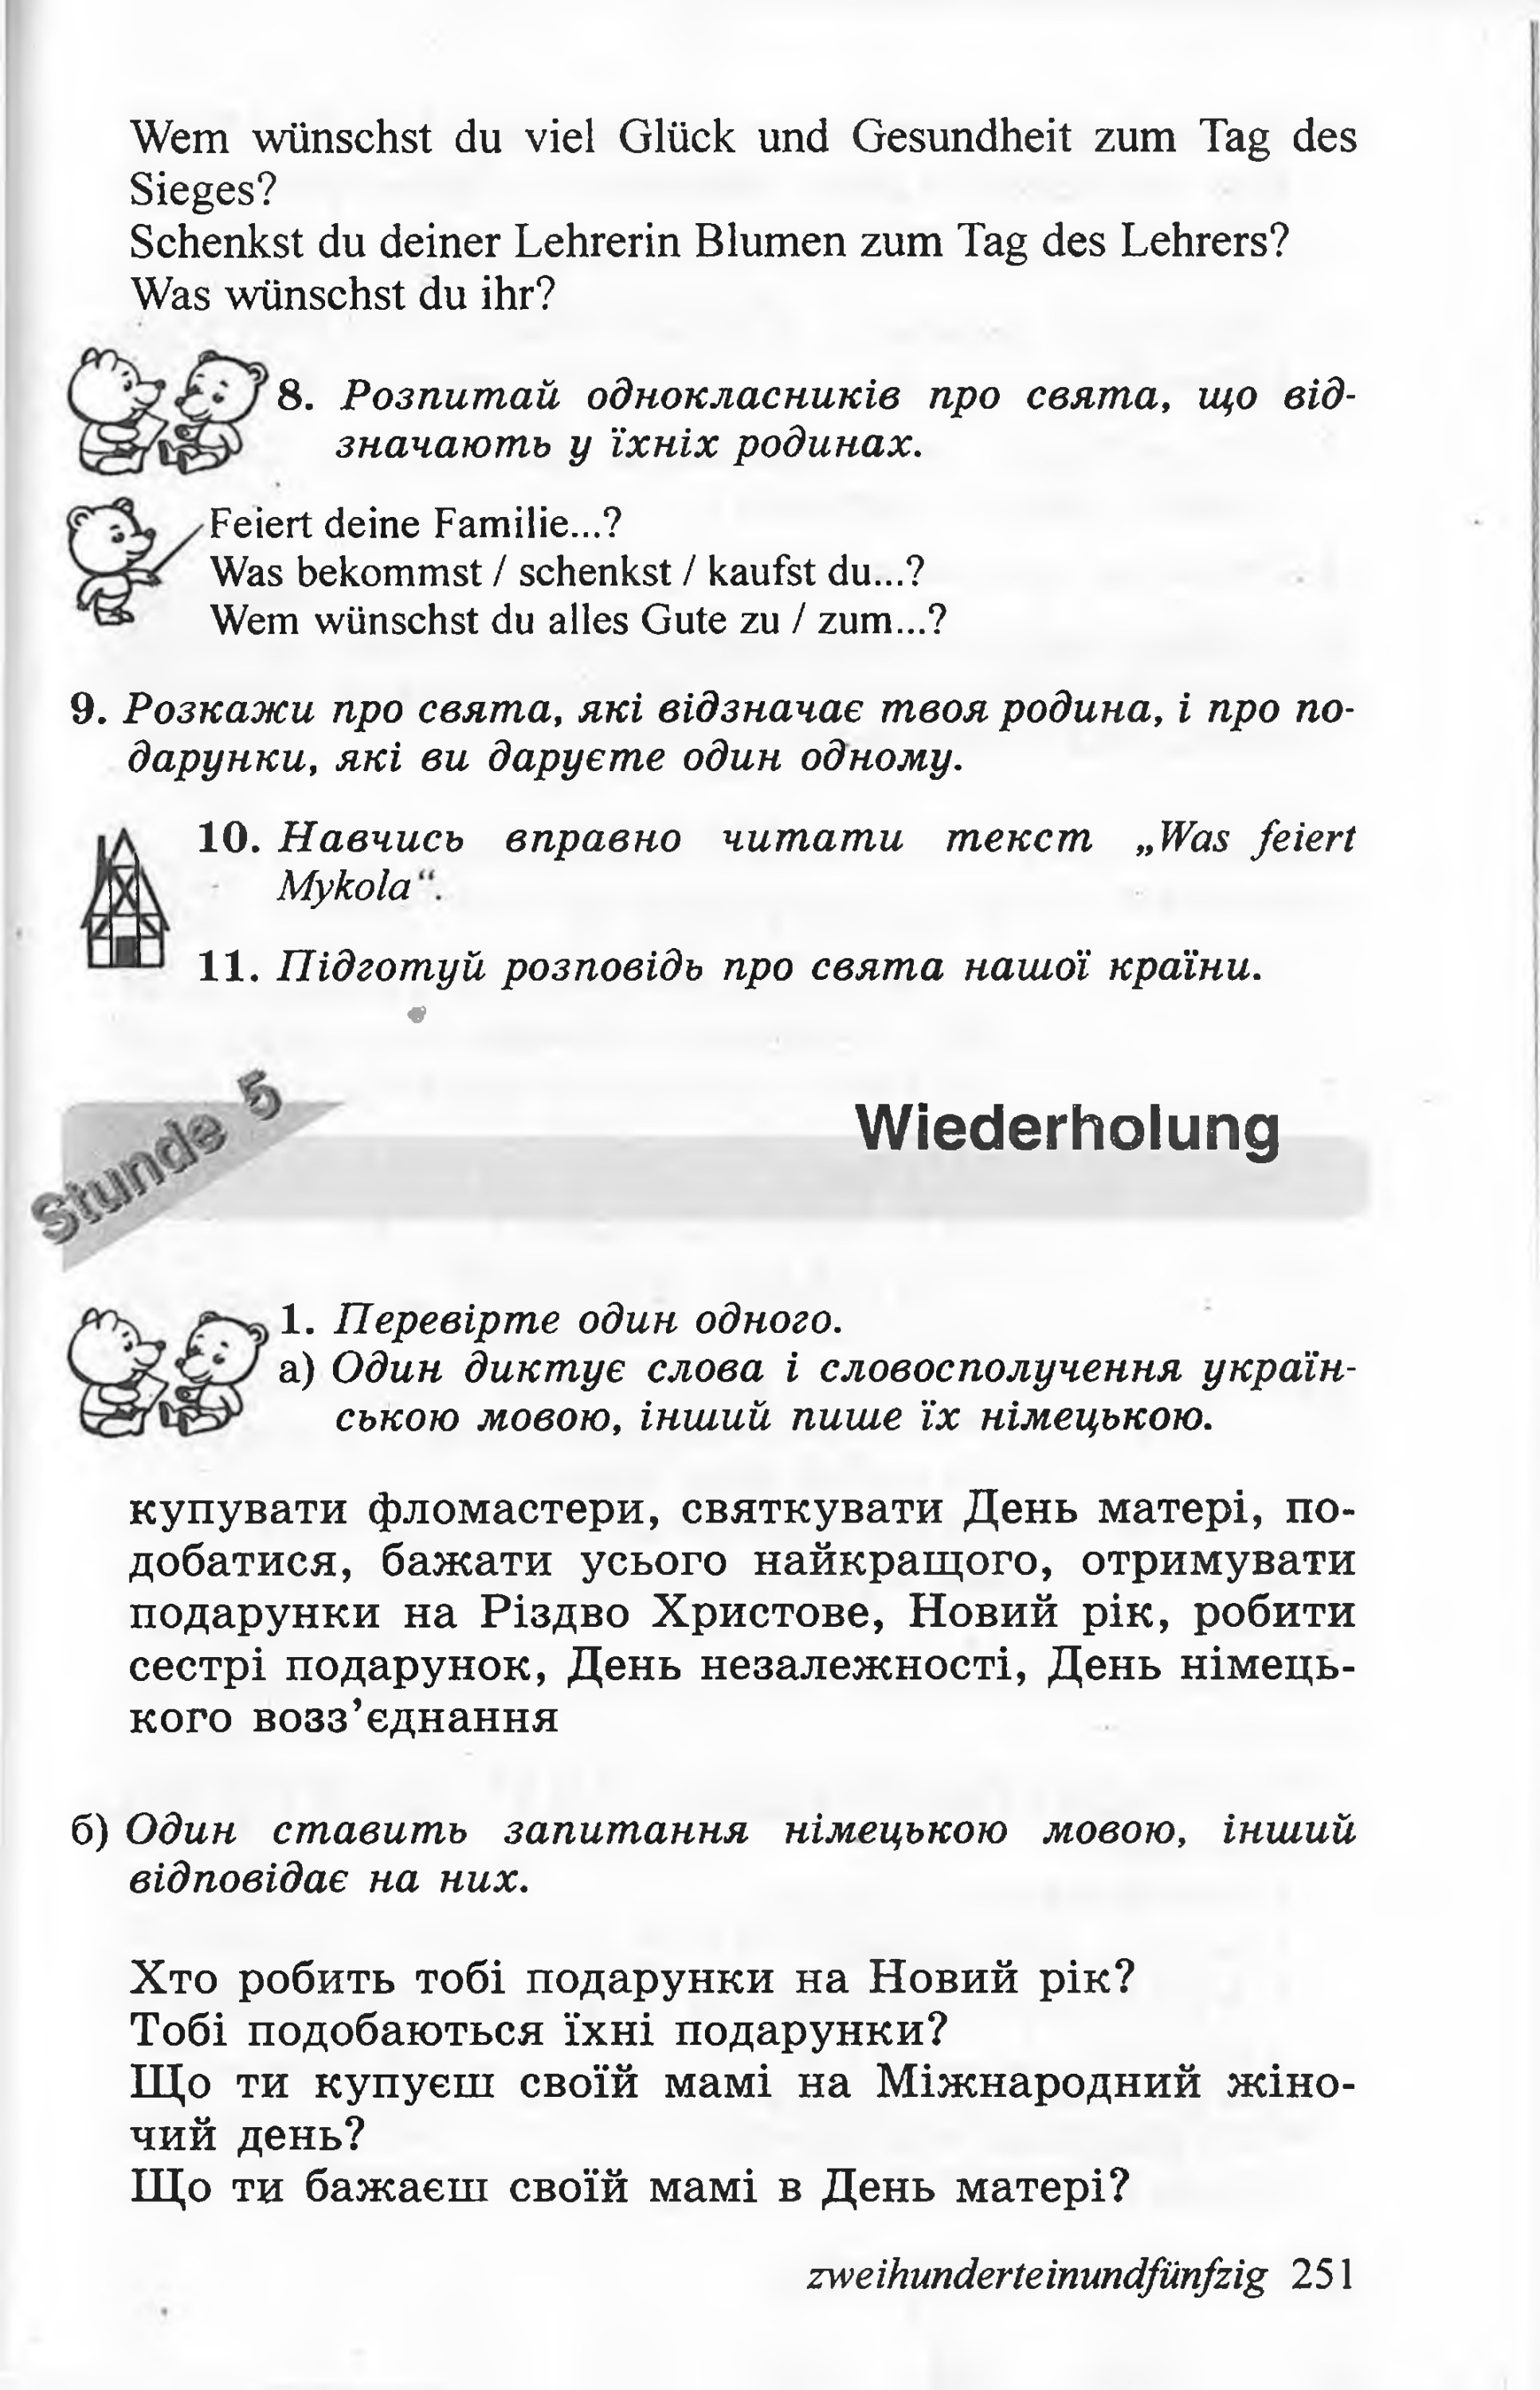 Wem wünschst du viel Glück und Gesundheit zum Tag des
Sieges?
Schenkst du deiner Lehrerin Blumen zum Tag des Lehrers?
Was wünschst du ihr?
8. Розпитай однокласників про свята, що від-
значають у їхніх родинах.
Feiert deine Familie...?
Was bekommst / schenkst / kaufst du...?
Wem wünschst du alles Gute zu / zum...?
9. Розкажи про свята, які відзначає твоя родина, і про по-
дарунки, які ви даруєте один одному.
10. Навчись вправно читати текст „Was feiert
Mykola“.
11. Підготуй розповідь про свята нашої країни.
Stunde 5
Wiederholung
1. Перевірте один одного.
а) Один диктує слова і словосполучення україн-
ською мовою, інший пише їх німецькою.
купувати фломастери, святкувати День матері, по-
добатися, бажати усього найкращого, отримувати
подарунки на Різдво Христове, Новий рік, робити
сестрі подарунок, День незалежності, День німець-
кого возз’єднання
б) Один ставить запитання німецькою мовою, інший
відповідає на них.
Хто робить тобі подарунки на Новий рік?
Тобі подобаються їхні подарунки?
Що ти купуєш своїй мамі на Міжнародний жіно-
чий день?
Що ти бажаєш своїй мамі в День матері?
zweihunderteinundfünfzig 251